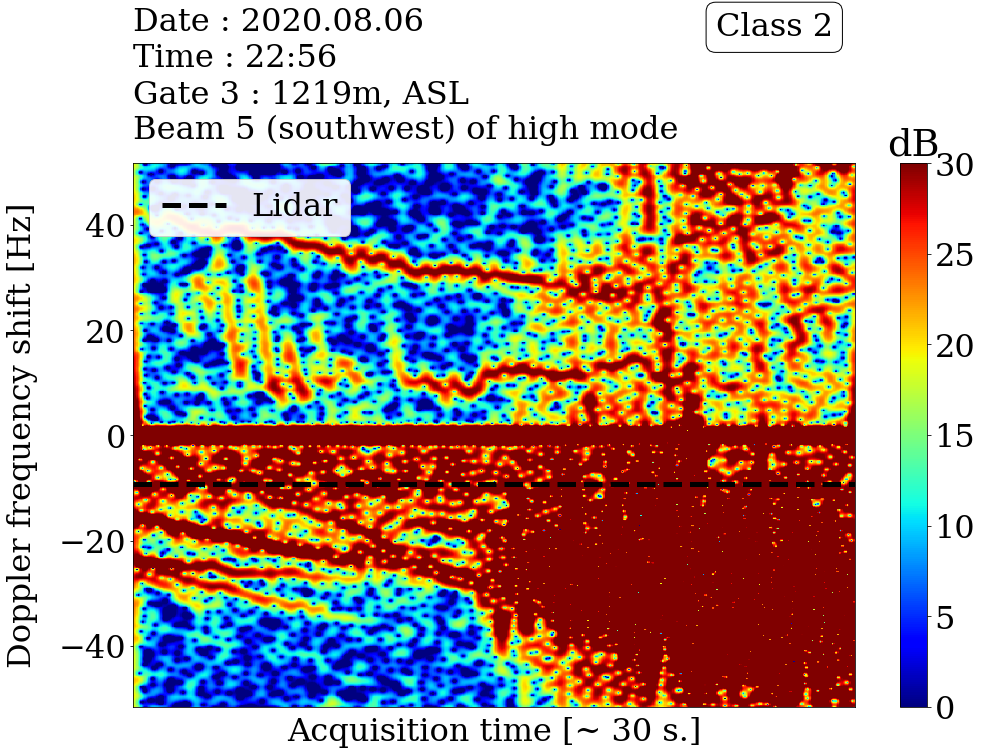 Date : 2020.08.06
Time : 22:56
Gate 3 : 1219m, ASL
Beam 5 (southwest) of high mode
Class 2
dB
Lidar
Doppler frequency shift [Hz]
40
20
0
−20
−40
Acquisition time [~ 30 s.]
30
25
20
15
10
5
0